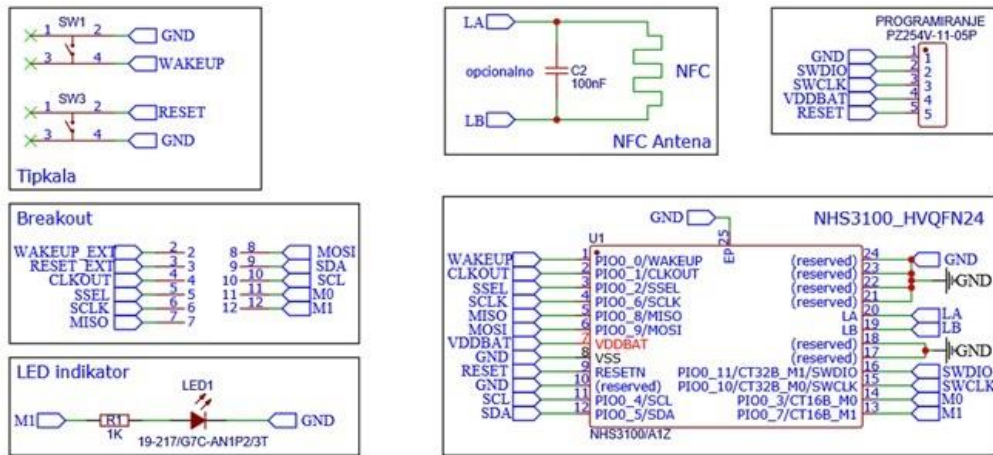 SW1
1 2 GND
3 4 WAKEUP
SW3
1 2 RESET
3 4 GND
Tipkala
LA
opcionalno
C2
100nF
NFC
LB
NFC Antena
PROGRAMIRANJE
PZ254V-11-05P
GND 1 1
SWDIO 2 2
SWCLK 3 3
VDDBAT 4 4
RESET 5 5
Breakout
WAKEUP_EXT 2 2
RESET_EXT 3 3
CLKOUT 4 4
SSEL 5 5
SCLK 6 6
MISO 7 7
8 8 MOSI
9 9 SDA
10 10 SCL
11 11 M0
12 12 M1
LED indikator
M1
R1
1K
LED1
19-217/G7C-AN1P2/3T
GND
NHS3100_HVQFN24
GND
EP 25
U1
WAKEUP 1 PIO0_0/WAKEUP
CLKOUT 2 PIO0_1/CLKOUT
SSEL 3 PIO0_2/SSEL
SCLK 4 PIO0_6/SCLK
MISO 5 PIO0_8/MISO
MOSI 6 PIO0_9/MOSI
VDDBAT 7 VDDBAT
GND 8 VSS
RESET 9 RESETN
GND 10 (reserved)
SCL 11 PIO0_4/SCL
SDA 12 PIO0_5/SDA
(reserved) 24 GND
(reserved) 23
(reserved) 22 GND
(reserved) 21
LA 20 LA
LB 19 LB
(reserved) 18
(reserved) 17 GND
PIO0_11/CT32B_M1/SWDIO 16 SWDIO
PIO0_10/CT32B_M0/SWCLK 15 SWCLK
PIO0_3/CT16B_M0 14 M0
PIO0_7/CT16B_M1 13 M1
NHS3100/A1Z